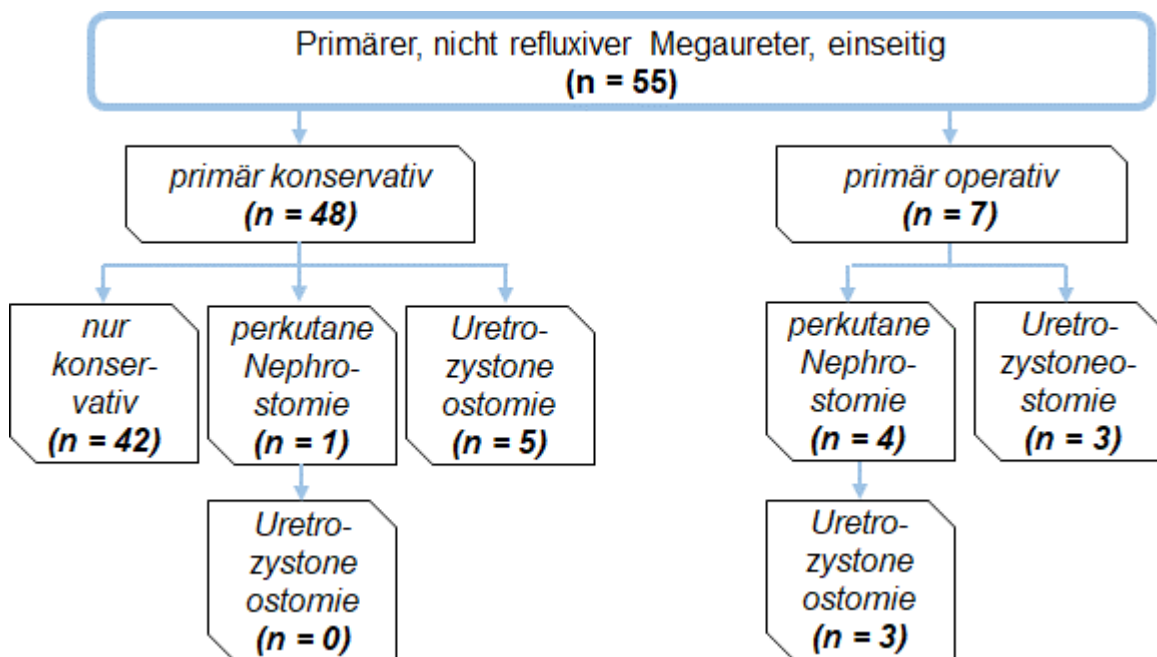 Primärer, nicht refluxiver Megaureter, einseitig
(n = 55)
primär konservativ
(n = 48)
primär operativ
(n = 7)
nur
konser-
vativ
(n = 42)
perkutane
Nephro-
stomie
(n = 1)
Uretro-
zystone
ostomie
(n = 5)
perkutane
Nephro-
stomie
(n = 4)
Uretro-
zystoneo-
stomie
(n = 3)
Uretro-
zystone
ostomie
(n = 0)
Uretro-
zystone
ostomie
(n = 3)